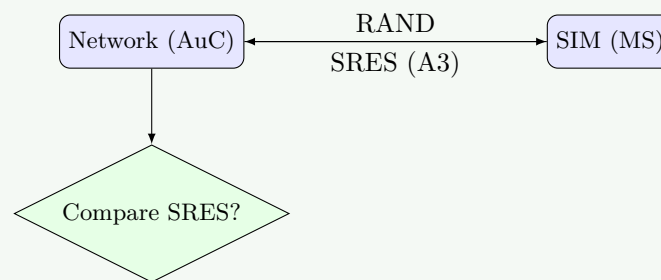 Network (AuC)
RAND
SRES (A3)
SIM (MS)
Compare SRES?